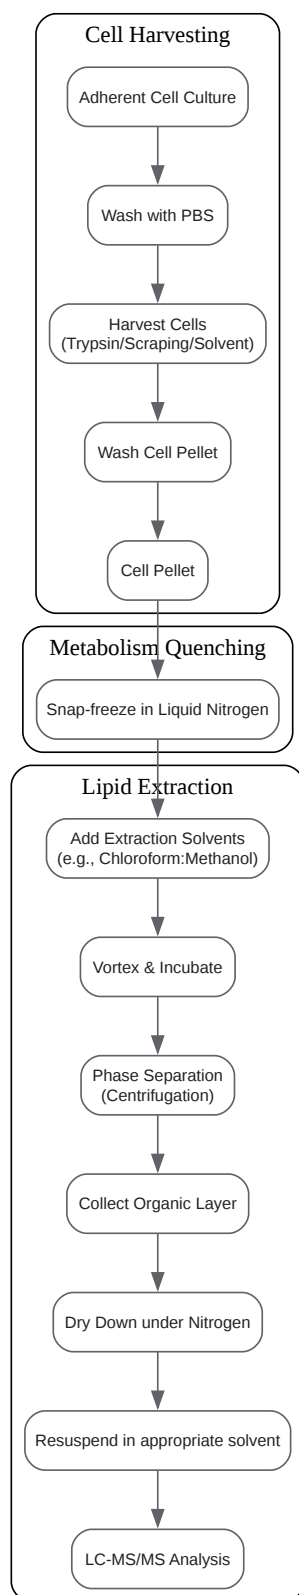 Cell Harvesting
Adherent Cell Culture
Wash with PBS
Harvest Cells
(Trypsin/Scraping/Solvent)
Wash Cell Pellet
Cell Pellet
Metabolism Quenching
Snap-freeze in Liquid Nitrogen
Lipid Extraction
Add Extraction Solvents
(e.g., Chloroform:Methanol)
Vortex & Incubate
Phase Separation
(Centrifugation)
Collect Organic Layer
Dry Down under Nitrogen
Resuspend in appropriate solvent
LC-MS/MS Analysis